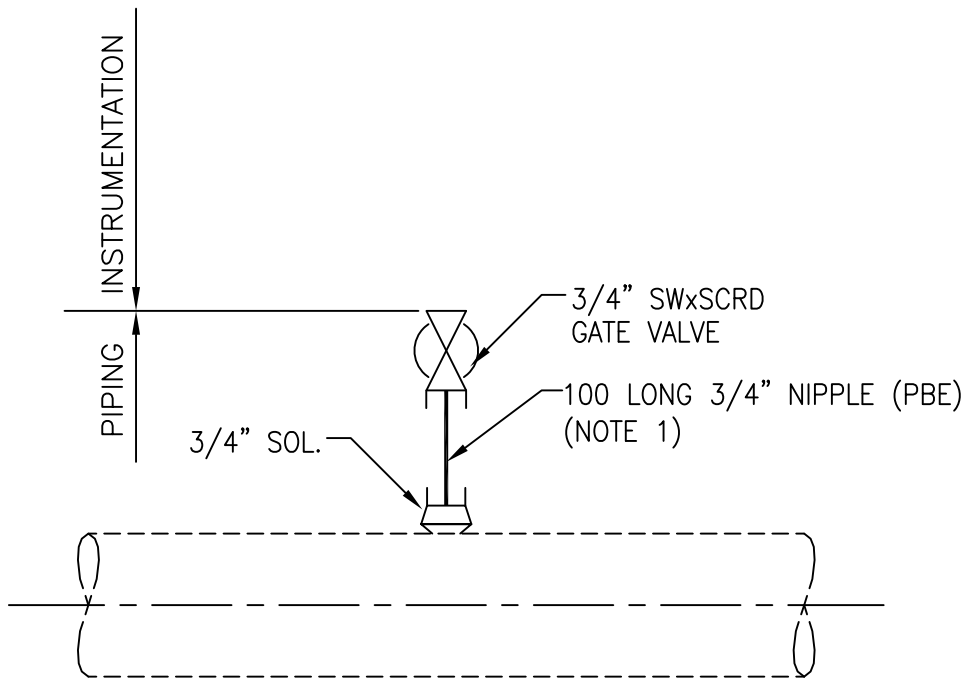 INSTRUMENTATION
PIPING
3/4" SWxSCRD
GATE VALVE
100 LONG 3/4" NIPPLE (PBE)
(NOTE 1)
3/4" SOL.